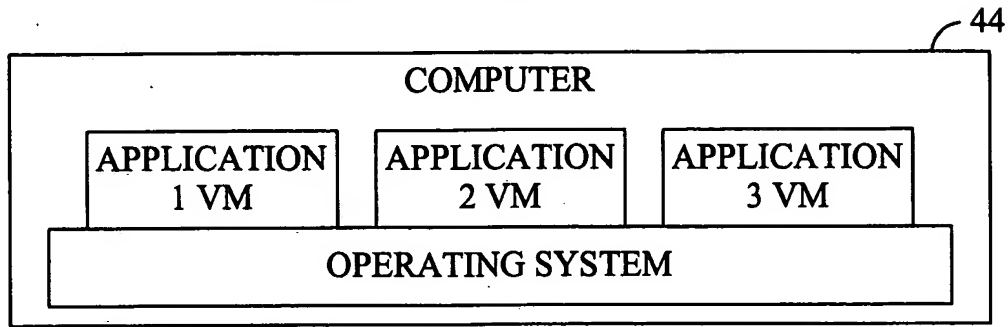 44
COMPUTER
APPLICATION
1 VM
APPLICATION
2 VM
APPLICATION
3 VM
OPERATING SYSTEM